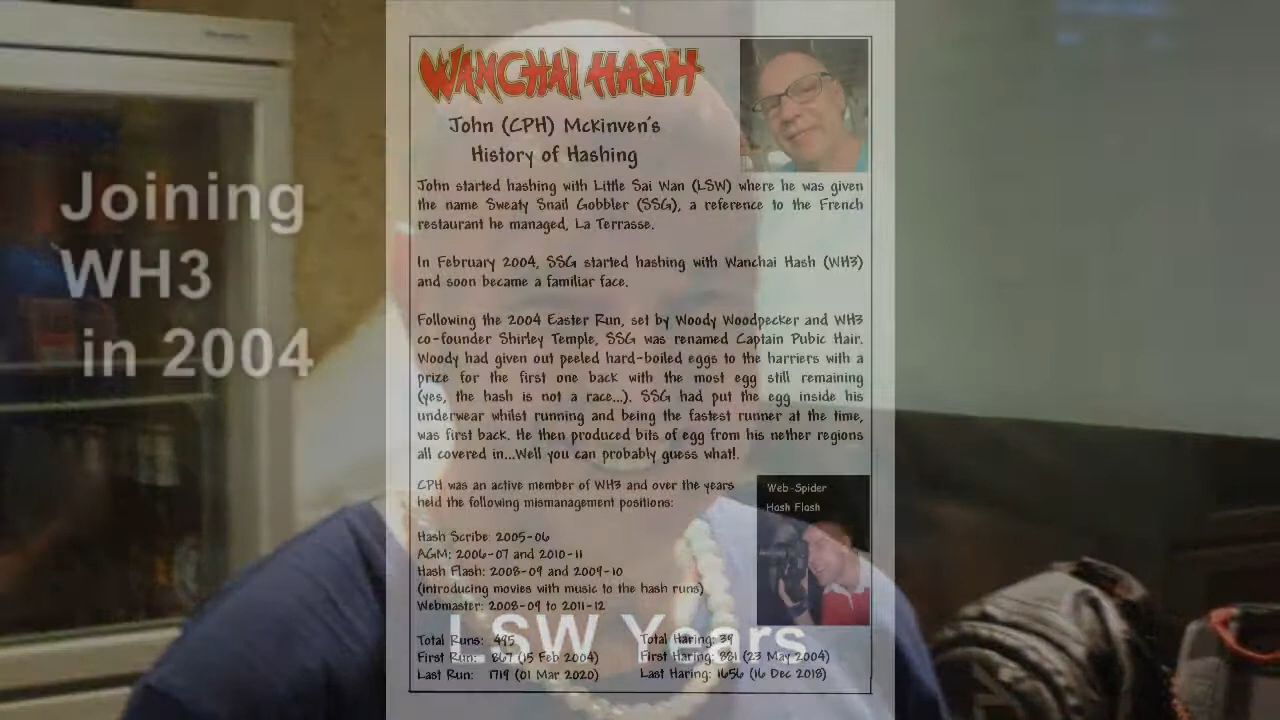 Joining
WH3
in 2004
WANCHAI HASH
John (CPH) Mckinven's
History of Hashing
John started hashing with Little Sai Wan (LSW) where he was given
the name Sweaty Snail Gobbler (SSG), a reference to the French
restaurant he managed, La Terrasse.
In February 2004, SSG started hashing with Wanchai Hash (WH3)
and soon became a familiar face.
Following the 2004 Easter Run, set by Woody Woodpecker and WH3
co-founder Shirley Temple, SSG was renamed Captain Pubic Hair.
Woody had given out peeled hard-boiled eggs to the harriers with a
prize for the first one back with the most egg still remaining
(yes, the hash is not a race...). SSG had put the egg inside his
underwear whilst running and being the fastest runner at the time,
was first back. He then produced bits of egg from his nether regions
all covered in...Well you can probably guess what!.
CPH was an active member of WH3 and over the years
held the following mismanagement positions:
Web-Spider
Hash Flash
Hash Scribe: 2005-06
AGM: 2006-07 and 2010-11
Hash Flash: 2008-09 and 2009-10
(introducing movies with music to the hash runs)
Webmaster: 2008-09 to 2011-12
LSW Years
Total Runs: 495 Total Haring: 39
First Run: 867 (15 Feb 2004) First Haring: 881 (23 May 2004)
Last Run: 1719 (01 Mar 2020) Last Haring: 1656 (16 Dec 2018)